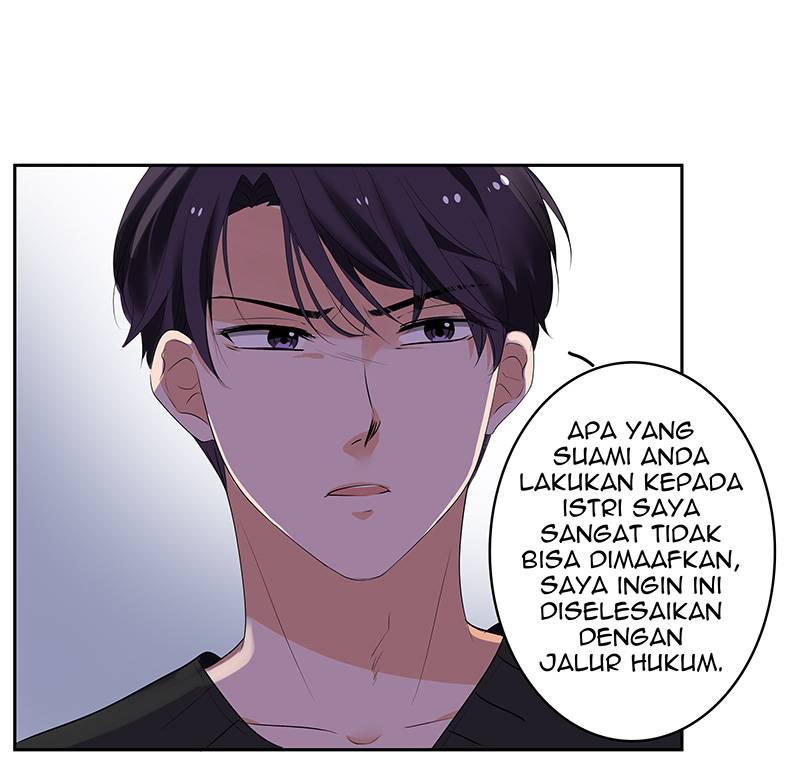 APA YANG
SUAMI ANDA
LAKUKAN KEPADA
ISTRI SAYA
SANGAT TIDAK
BISA DIMAAFKAN,
SAYA INGIN INI
DISELESAIKAN
DENGAN
JALUR HUKUM.